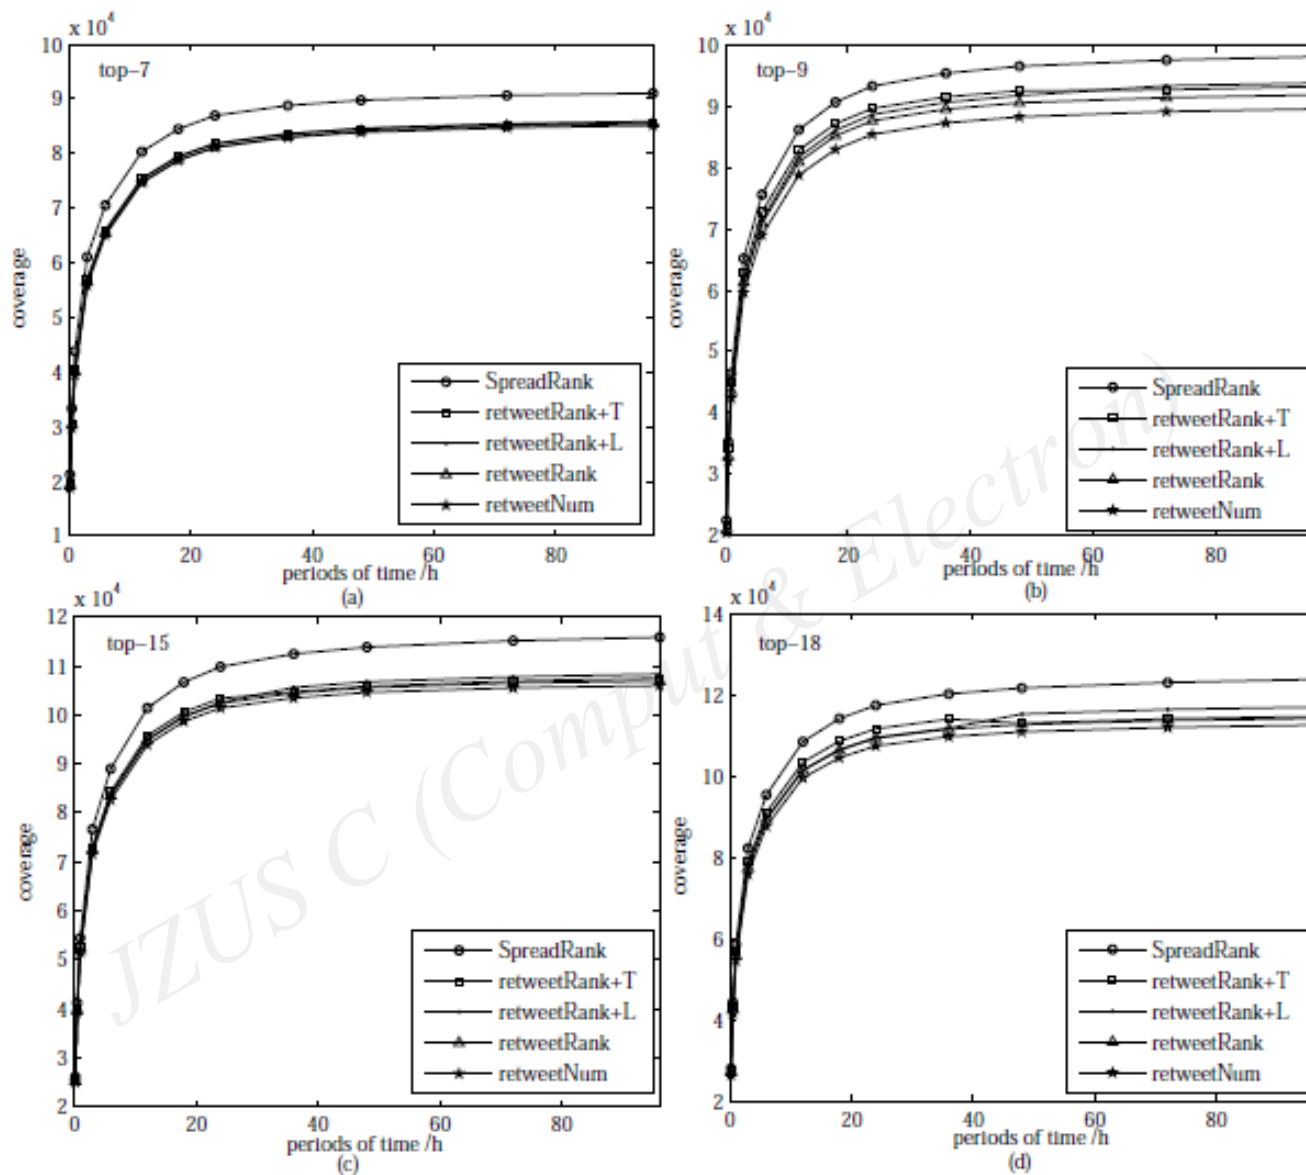 x 10^4
10
9
8
7
6
5
4
3
2
1
top-7
coverage
SpreadRank
retweetRank+T
retweetRank+L
retweetRank
retweetNum
0 20 40 60 80
periods of time /h
(a)
x 10^4
10
9
8
7
6
5
4
3
2
top-9
coverage
SpreadRank
retweetRank+T
retweetRank+L
retweetRank
retweetNum
0 20 40 60 80
periods of time /h
(b)
x 10^4
12
11
10
9
8
7
6
5
4
3
2
top-15
coverage
SpreadRank
retweetRank+T
retweetRank+L
retweetRank
retweetNum
0 20 40 60 80
periods of time /h
(c)
x 10^4
14
12
10
8
6
4
2
top-18
coverage
SpreadRank
retweetRank+T
retweetRank+L
retweetRank
retweetNum
0 20 40 60 80
periods of time /h
(d)
JZUS C (Comput & Electron)